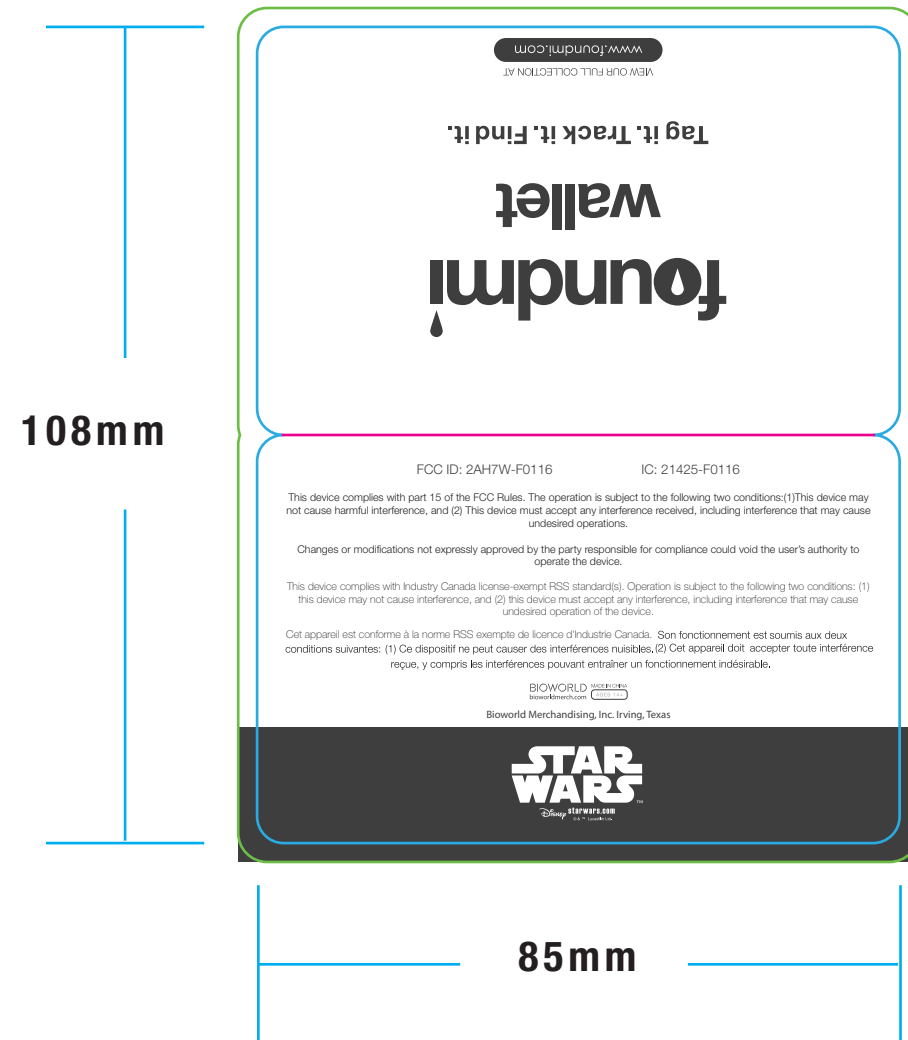 www.foundmi.com
VIEW OUR FULL COLLECTION AT
Tag it. Track it. Find it.
wallet
foundmi
108mm
FCC ID: 2AH7W-F0116 IC: 21425-F0116
This device complies with part 15 of the FCC Rules. The operation is subject to the following two conditions:(1)This device may
not cause harmful interference, and (2) This device must accept any interference received, including interference that may cause
undesired operations.
Changes or modifications not expressly approved by the party responsible for compliance could void the user's authority to
operate the device.
This device complies with Industry Canada license-exempt RSS standard(s). Operation is subject to the following two conditions: (1)
this device may not cause interference, and (2) this device must accept any interference, including interference that may cause
undesired operation of the device.
Cet appareil est conforme à la norme RSS exempte de licence d'Industrie Canada. Son fonctionnement est soumis aux deux
conditions suivantes: (1) Ce dispositif ne peut causer des interférences nuisibles. (2) Cet appareil doit accepter toute interférence
reçue, y compris les interférences pouvant entraîner un fonctionnement indésirable.
BIOWORLD MADE IN CHINA
bioworldmerch.com AGES 14+
Bioworld Merchandising, Inc. Irving, Texas
STAR
WARS™
Disney starwars.com
© & ™ Lucasfilm Ltd.
85mm